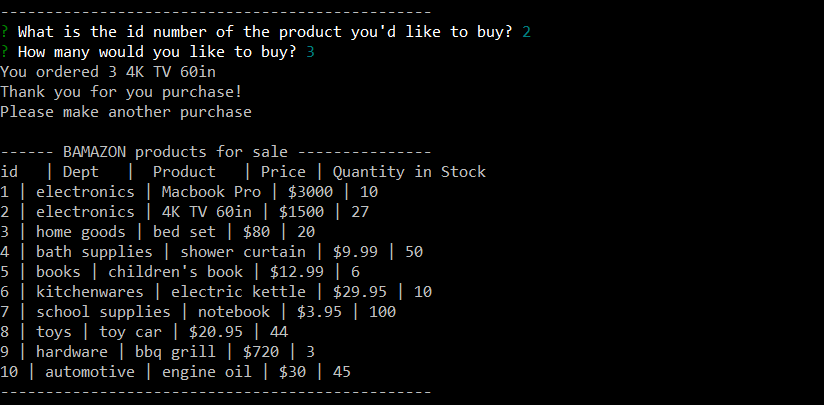 ------------------------------------------------
? What is the id number of the product you'd like to buy? 2
? How many would you like to buy? 3
You ordered 3 4K TV 60in
Thank you for you purchase!
Please make another purchase
------ BAMAZON products for sale ---------------
id   | Dept   |  Product   | Price | Quantity in Stock
1 | electronics | Macbook Pro | $3000 | 10
2 | electronics | 4K TV 60in | $1500 | 27
3 | home goods | bed set | $80 | 20
4 | bath supplies | shower curtain | $9.99 | 50
5 | books | children's book | $12.99 | 6
6 | kitchenwares | electric kettle | $29.95 | 10
7 | school supplies | notebook | $3.95 | 100
8 | toys | toy car | $20.95 | 44
9 | hardware | bbq grill | $720 | 3
10 | automotive | engine oil | $30 | 45
------------------------------------------------